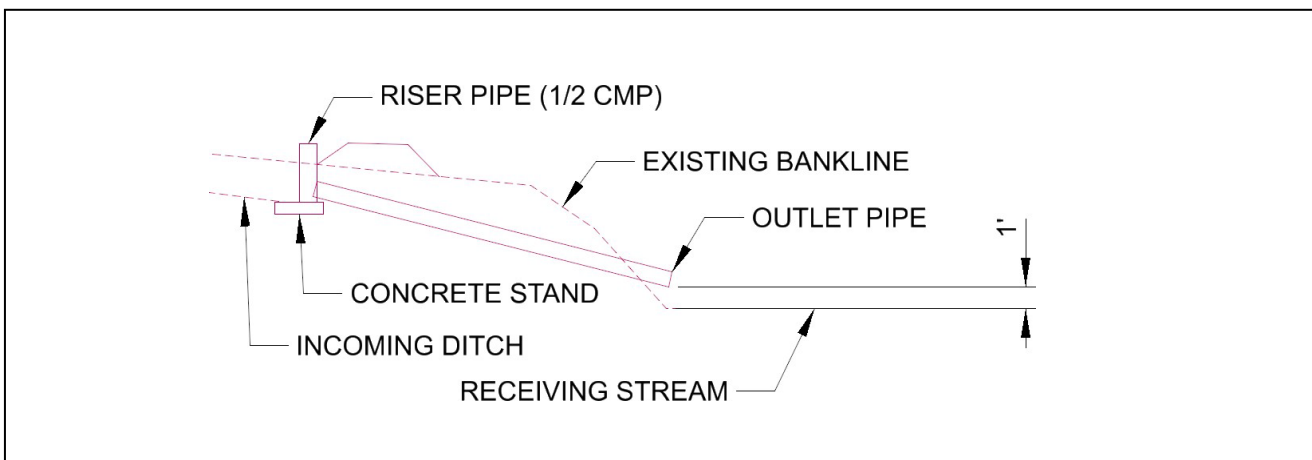 RISER PIPE (1/2 CMP)
EXISTING BANKLINE
OUTLET PIPE
1'
CONCRETE STAND
INCOMING DITCH
RECEIVING STREAM